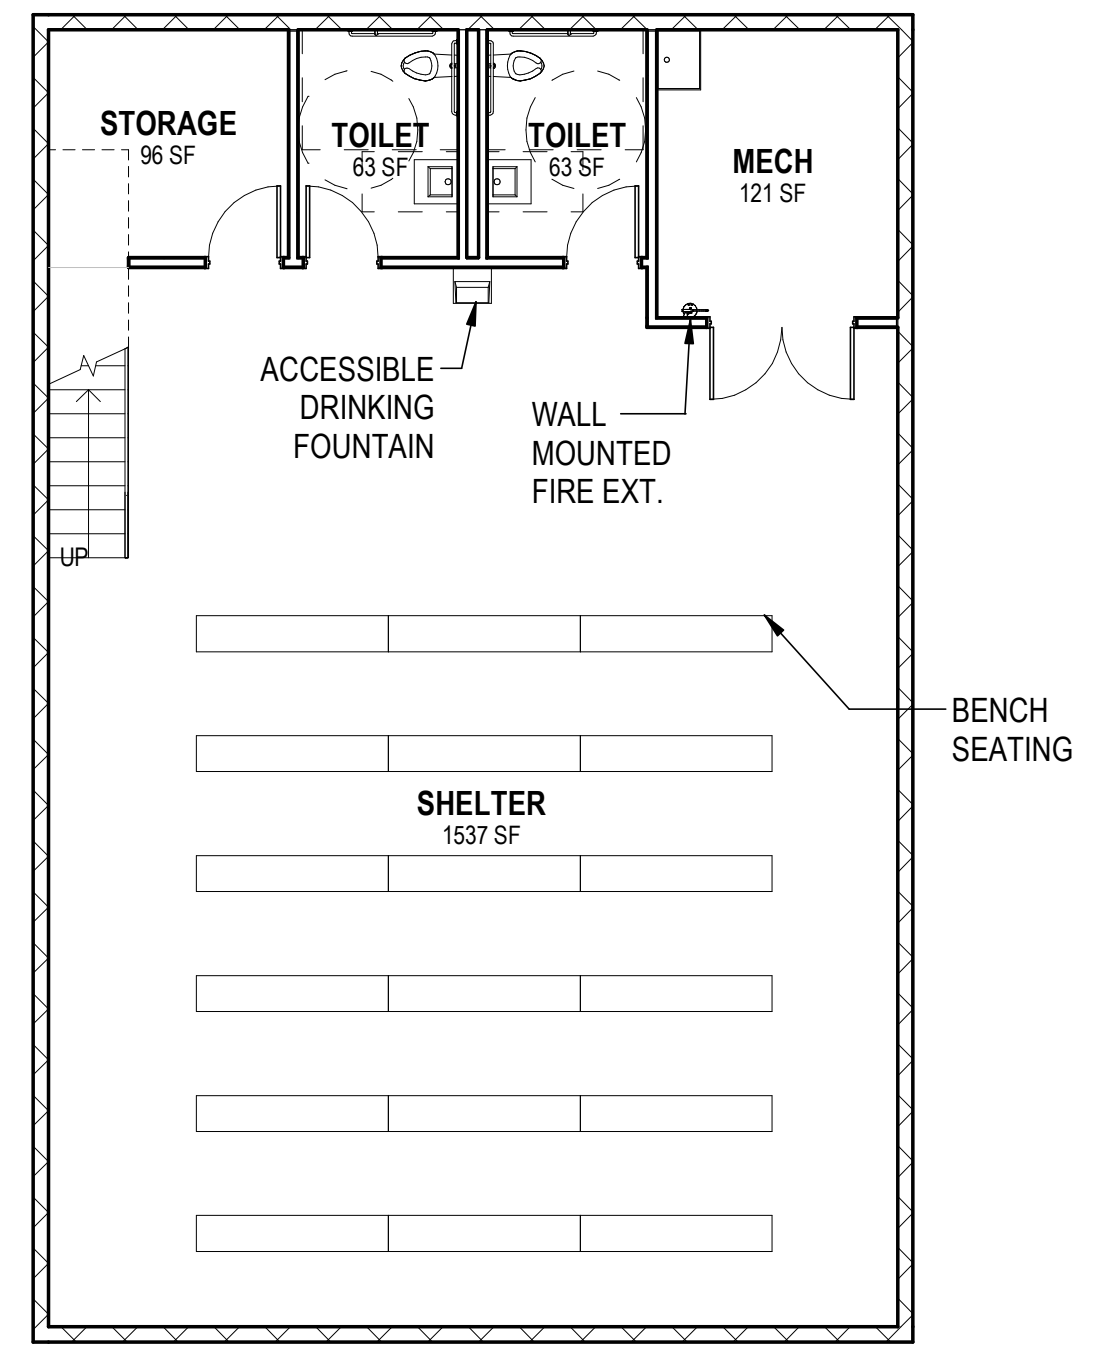 STORAGE
96 SF
TOILET
63 SF
TOILET
63 SF
MECH
121 SF
ACCESSIBLE
DRINKING
FOUNTAIN
WALL
MOUNTED
FIRE EXT.
UP
BENCH
SEATING
SHELTER
1537 SF